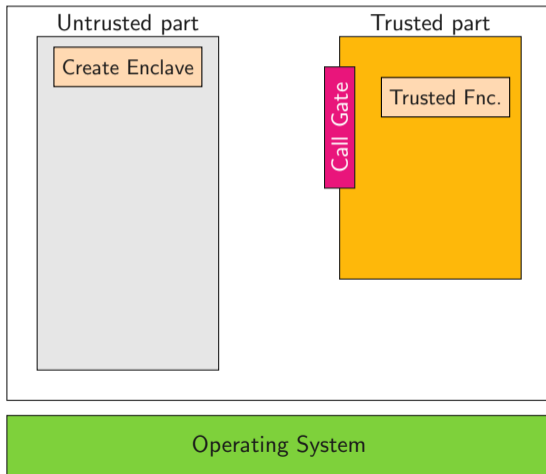 Untrusted part
Trusted part
Create Enclave
Call Gate
Trusted Fnc.
Operating System